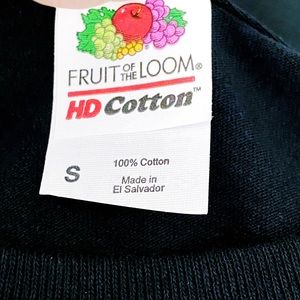 FRUIT OF THE LOOM®
HD Cotton™
S
100% Cotton
Made in
El Salvador